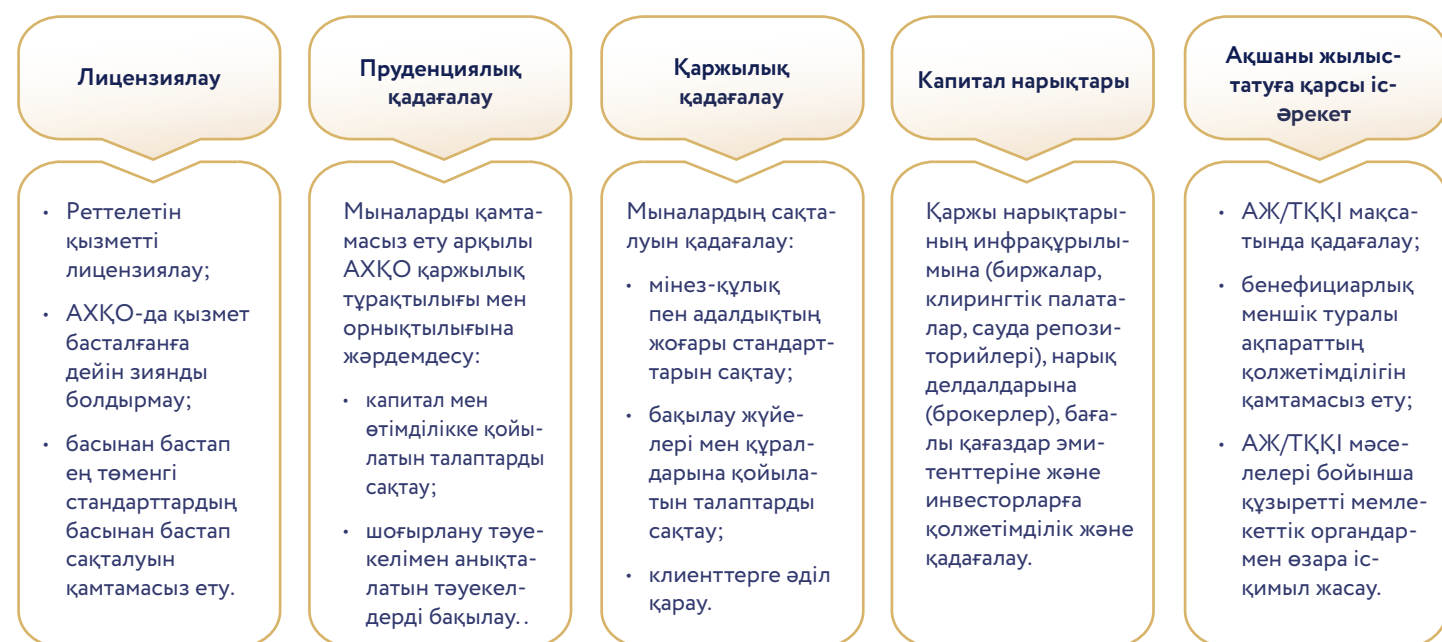 Лицензиялау
• Реттелетін
қызметті
лицензиялау;
• АХҚО-да қызмет
басталғанға
дейін зиянды
болдырмау;
• басынан бастап
ең төменгі
стандарттардың
басынан бастап
сақталуын
қамтамасыз ету.
Пруденциялық
қадағалау
Мыналарды қамта-
масыз ету арқылы
АХҚО қаржылық
тұрақтылығы мен
орнықтылығына
жәрдемдесу:
• капитал мен
өтімділікке қойы-
латын талаптарды
сақтау;
• шоғырлану тәуе-
келімен анықта-
латын тәуекел-
дерді бақылау. .
Қаржылық
қадағалау
Мыналардың сақта-
луын қадағалау:
• мінез-құлық
пен адалдықтың
жоғары стандарт-
тарын сақтау;
• бақылау жүйе-
лері мен құрал-
дарына қойыла-
тын талаптарды
сақтау;
• клиенттерге әділ
қарау.
Капитал нарықтары
Қаржы нарықтары-
ның инфрақұрылы-
мына (биржалар,
клирингтік палата-
лар, сауда репози-
торийлері), нарық
делдалдарына
(брокерлер), баға-
лы қағаздар эми-
тенттеріне және
инвесторларға
қолжетімділік және
қадағалау.
Ақшаны жылыс-
татуға қарсы іс-
әрекет
• АЖ/ТҚҚІ мақса-
тында қадағалау;
• бенефициарлық
меншік туралы
ақпараттың
қолжетімділігін
қамтамасыз ету;
• АЖ/ТҚҚІ мәсе-
лелері бойынша
құзыретті мемле-
кеттік органдар-
мен өзара іс-
қимыл жасау.